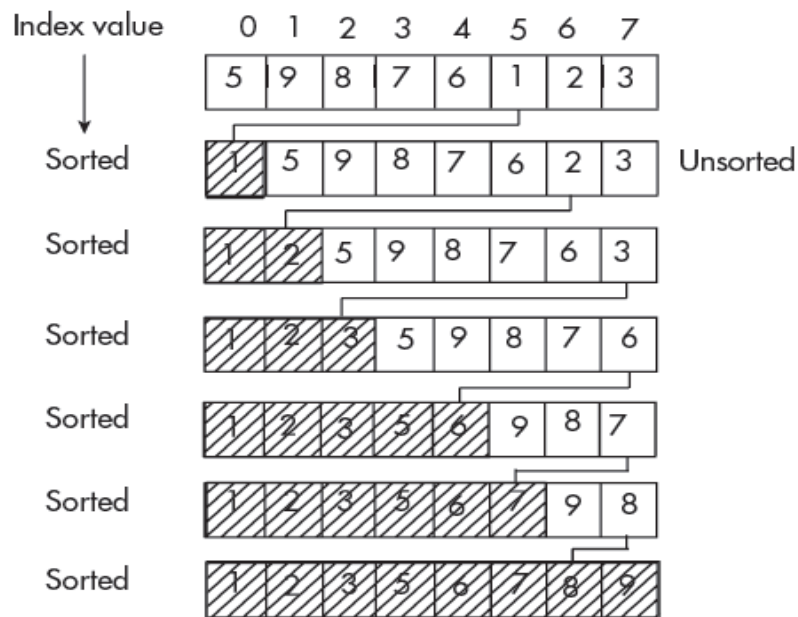 Index value 0 1 2 3 4 5 6 7
5 9 8 7 6 1 2 3
Sorted 1 5 9 8 7 6 2 3 Unsorted
Sorted 1 2 5 9 8 7 6 3
Sorted 1 2 3 5 9 8 7 6
Sorted 1 2 3 5 6 9 8 7
Sorted 1 2 3 5 6 7 9 8
Sorted 1 2 3 5 6 7 8 9